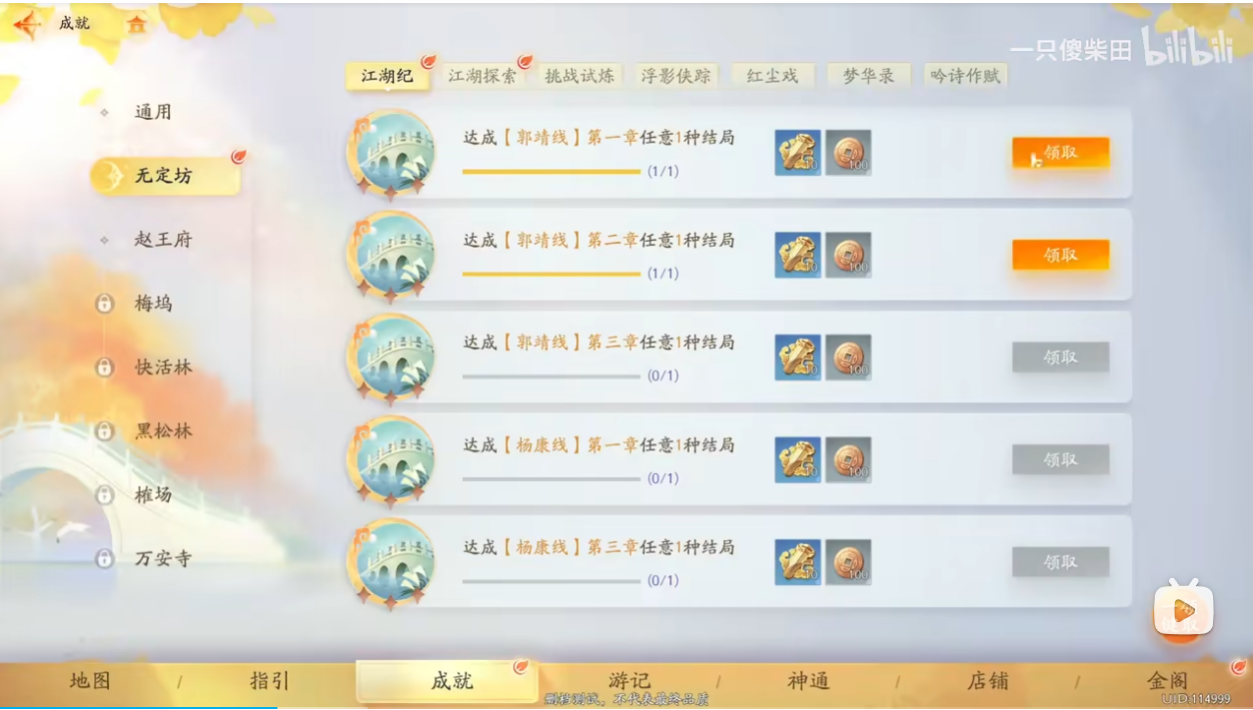 成就
一只傻柴田 bilibili
江湖纪 江湖探索 挑战试炼 浮影侠踪 红尘戏 梦华录 吟诗作赋
通用
无定坊
赵王府
梅坞
快活林
黑松林
榷场
万安寺
达成【郭靖线】第一章任意1种结局
(1/1)
10 100
领取
达成【郭靖线】第二章任意1种结局
(1/1)
10 100
领取
达成【郭靖线】第三章任意1种结局
(0/1)
10 100
领取
达成【杨康线】第一章任意1种结局
(0/1)
10 100
领取
达成【杨康线】第三章任意1种结局
(0/1)
10 100
领取
地图 / 指引 成就 游记 / 神通 / 店铺 / 金阁
删档测试，不代表最终品质
UID:114999